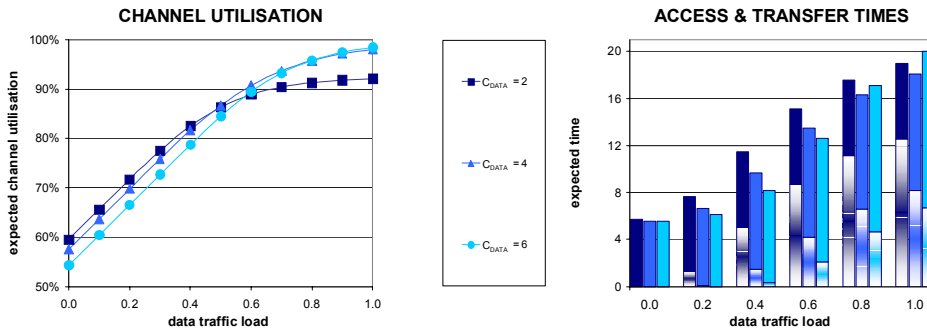 CHANNEL UTILISATION
expected channel utilisation
100%
90%
80%
70%
60%
50%
0.0 0.2 0.4 0.6 0.8 1.0
data traffic load
C_DATA = 2
C_DATA = 4
C_DATA = 6
ACCESS & TRANSFER TIMES
expected time
20
16
12
8
4
0
0.0 0.2 0.4 0.6 0.8 1.0
data traffic load